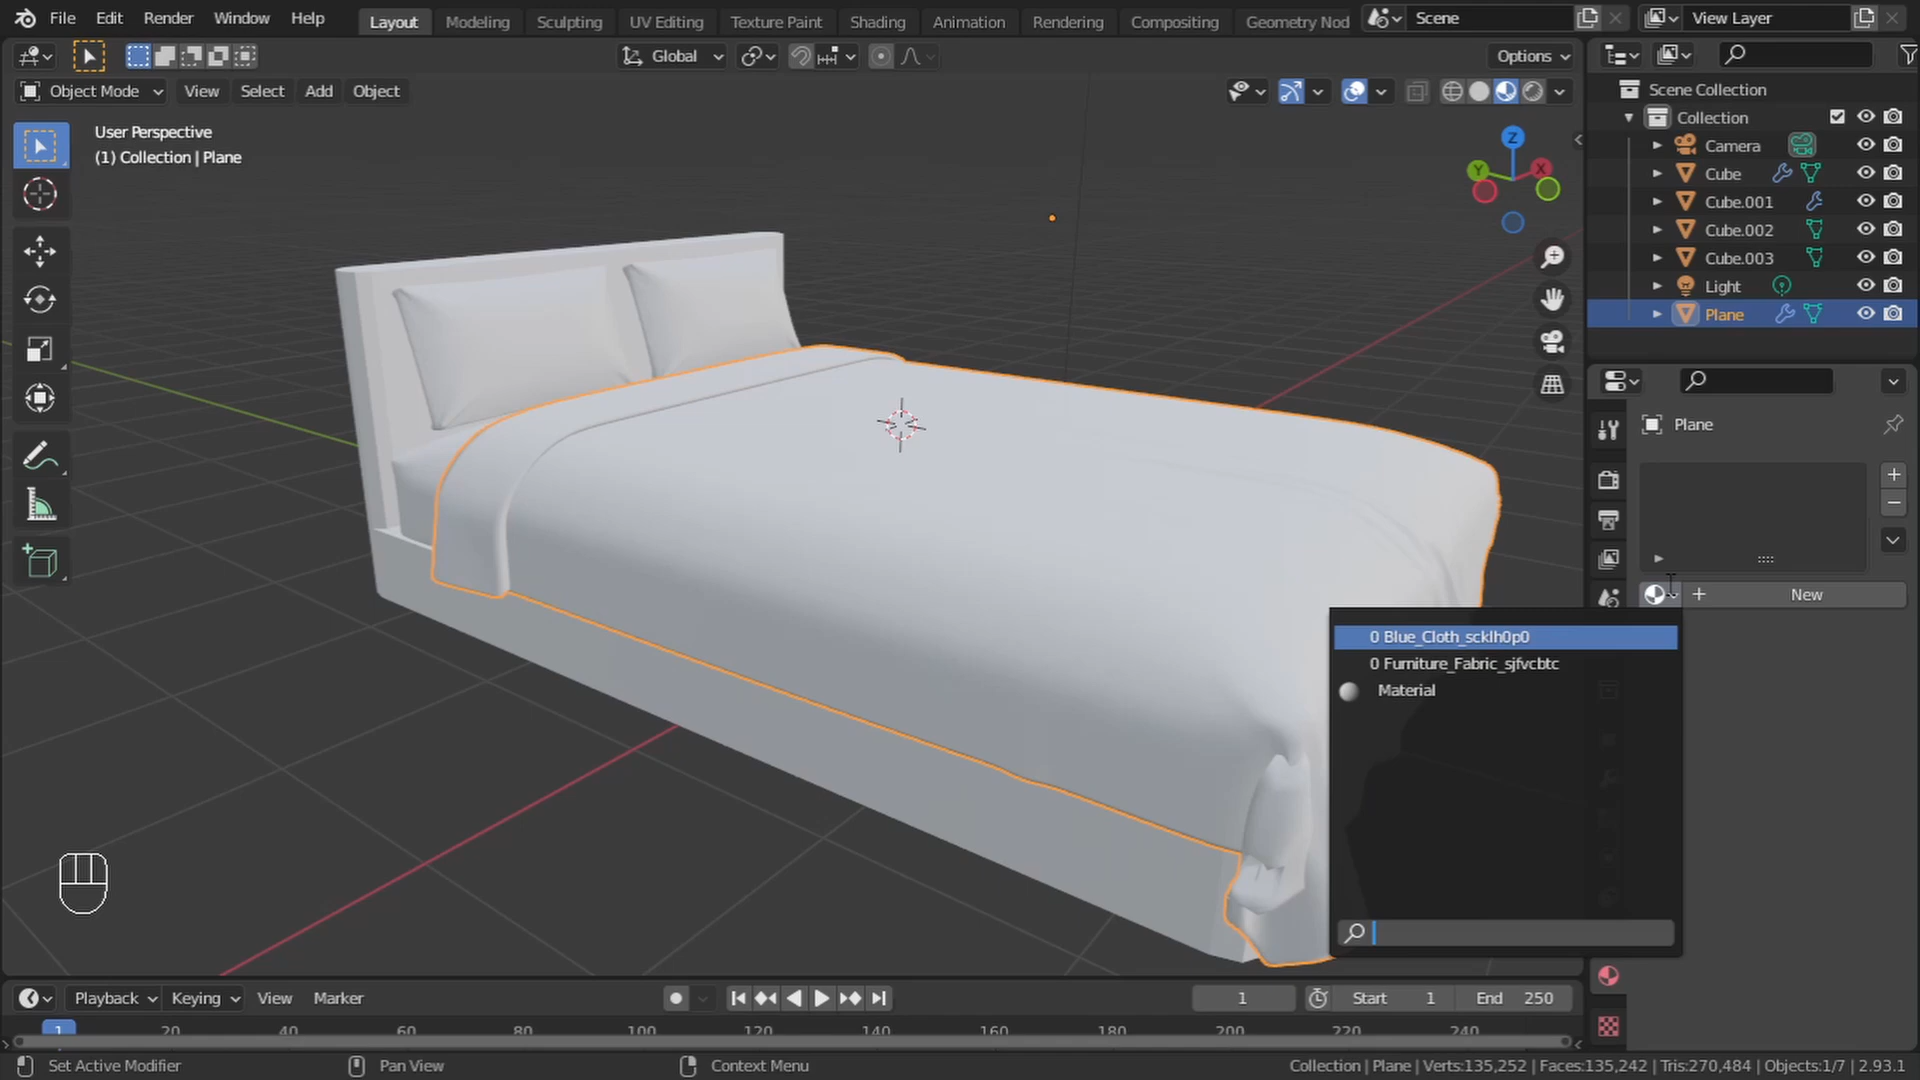 File Edit Render Window Help Layout Modeling Sculpting UV Editing Texture Paint Shading Animation Rendering Compositing Geometry Nod Scene View Layer
Global Options
Object Mode View Select Add Object
User Perspective
(1) Collection | Plane
Z
Y
X
Scene Collection
Collection
Camera
Cube
Cube.001
Cube.002
Cube.003
Light
Plane
Plane
New
0 Blue_Cloth_scklh0p0
0 Furniture_Fabric_sjfvcbtc
Material
Playback Keying View Marker 1 Start 1 End 250
1 20 40 60 80 100 120 140 160 180 200 220 240
Set Active Modifier Pan View Context Menu Collection | Plane | Verts:135,252 | Faces:135,242 | Tris:270,484 | Objects:1/7 | 2.93.1